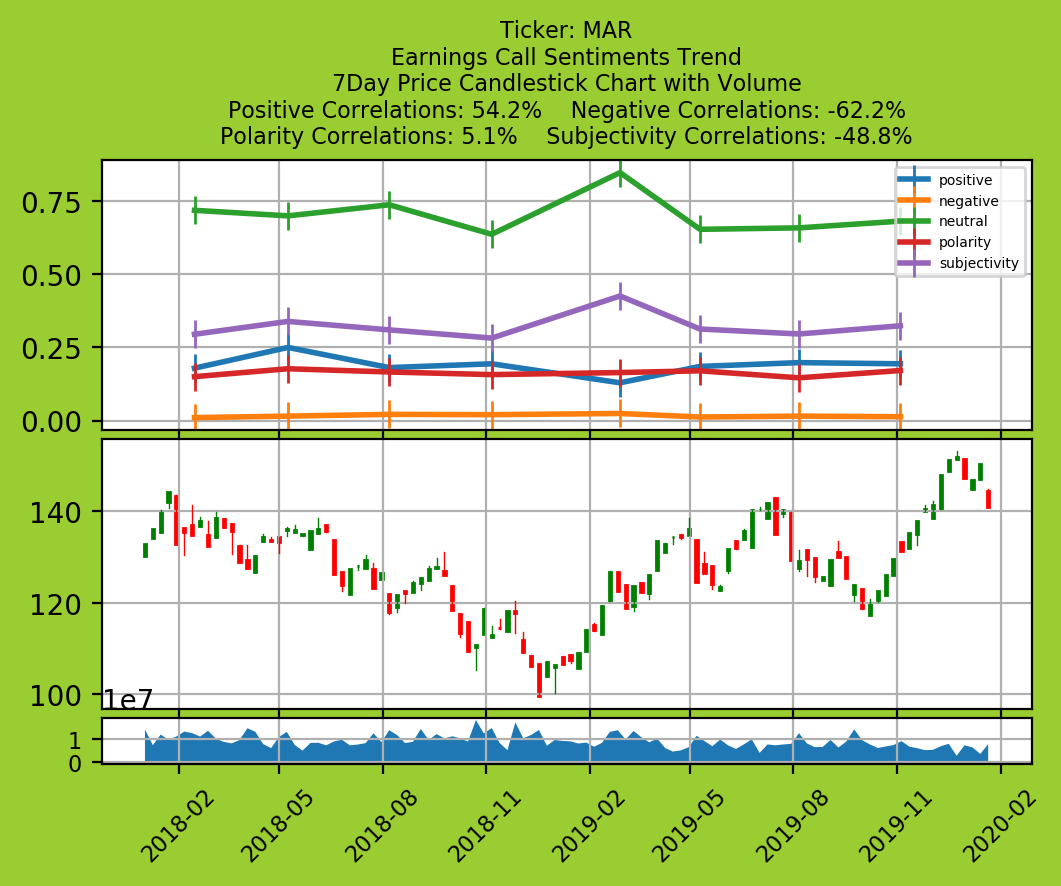 Ticker: MAR
Earnings Call Sentiments Trend
7Day Price Candlestick Chart with Volume
Positive Correlations: 54.2%    Negative Correlations: -62.2%
Polarity Correlations: 5.1%    Subjectivity Correlations: -48.8%
0.75
0.50
0.25
0.00
positive
negative
neutral
polarity
subjectivity
140
120
100
1e7
1
0
2018-02
2018-05
2018-08
2018-11
2019-02
2019-05
2019-08
2019-11
2020-02